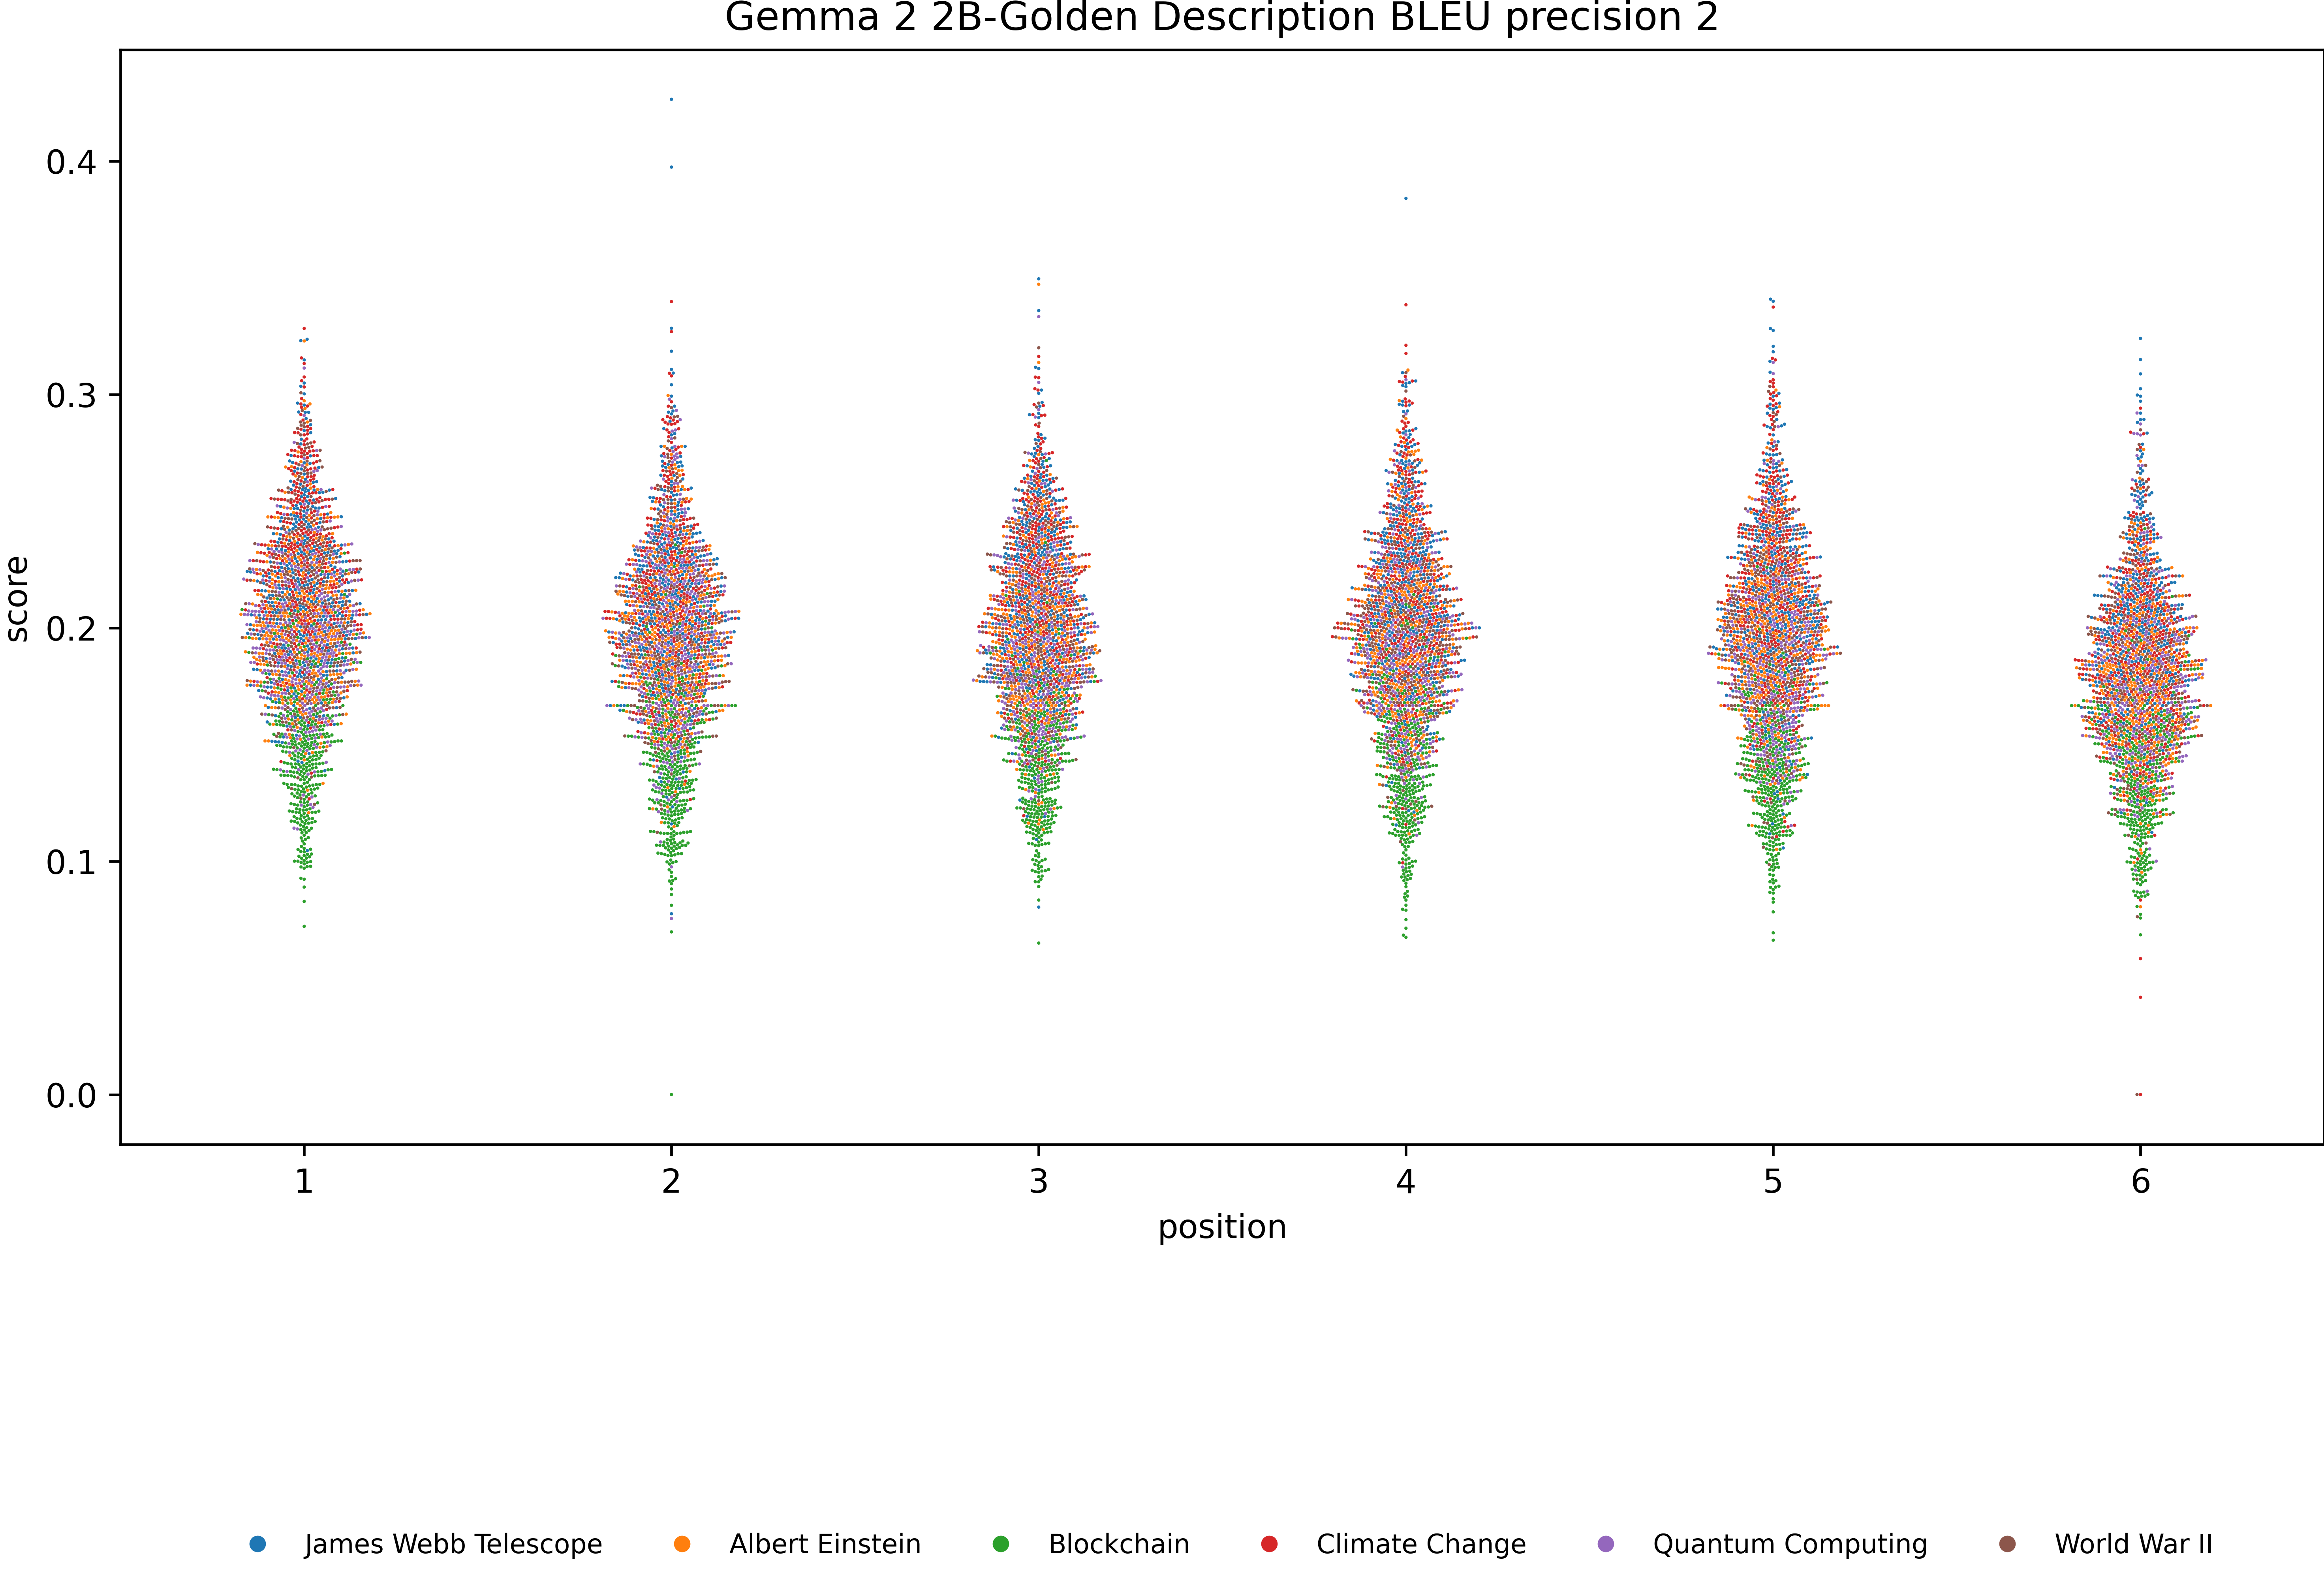 Gemma 2 2B-Golden Description BLEU precision 2
score
0.4
0.3
0.2
0.1
0.0
1 2 3 4 5 6
position
James Webb Telescope Albert Einstein Blockchain Climate Change Quantum Computing World War II